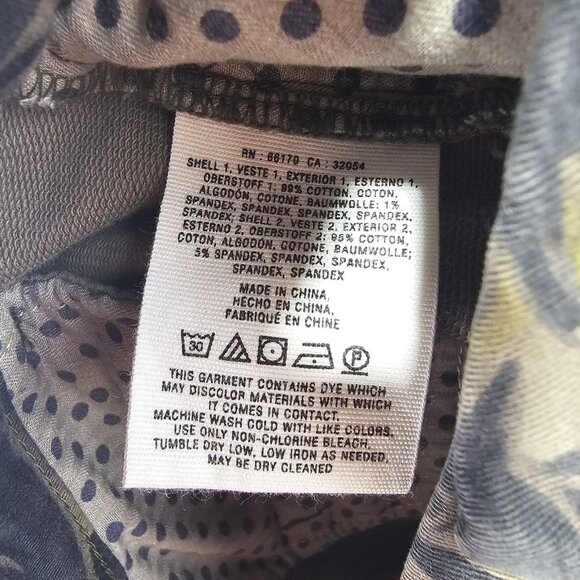 RN : 66170 CA : 32054
SHELL 1, VESTE 1, EXTERIOR 1, ESTERNO 1,
OBERSTOFF 1: 99% COTTON, COTON,
ALGODÓN, COTONE, BAUMWOLLE; 1%
SPANDEX, SPANDEX, SPANDEX, SPANDEX,
SPANDEX; SHELL 2, VESTE 2, EXTERIOR 2,
ESTERNO 2, OBERSTOFF 2: 95% COTTON,
COTON, ALGODÓN, COTONE, BAUMWOLLE;
5% SPANDEX, SPANDEX, SPANDEX,
SPANDEX, SPANDEX
MADE IN CHINA,
HECHO EN CHINA,
FABRIQUÉ EN CHINE
30 P
THIS GARMENT CONTAINS DYE WHICH
MAY DISCOLOR MATERIALS WITH WHICH
IT COMES IN CONTACT.
MACHINE WASH COLD WITH LIKE COLORS,
USE ONLY NON-CHLORINE BLEACH,
TUMBLE DRY LOW, LOW IRON AS NEEDED,
MAY BE DRY CLEANED